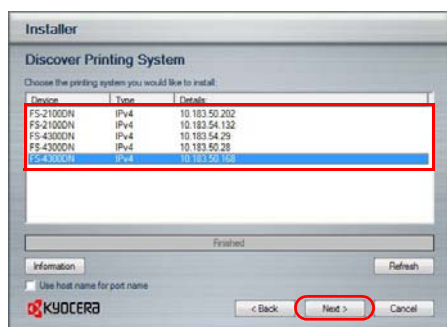 Installer
Discover Printing System
Choose the printing system you would like to install:
Device Type Details
FS-2100DN IPv4 10.183.50.202
FS-2100DN IPv4 10.183.54.132
FS-4300DN IPv4 10.183.54.29
FS-4300DN IPv4 10.183.50.28
FS-4300DN IPv4 10.183.50.168
Finished
Information Refresh
Use host name for port name
KYOCERA < Back Next > Cancel